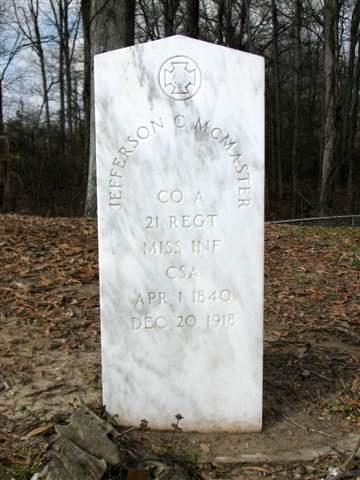 JEFFERSON C MCMASTER
CO A
21 REGT
MISS INF
CSA
APR 1 1840
DEC 20 1918